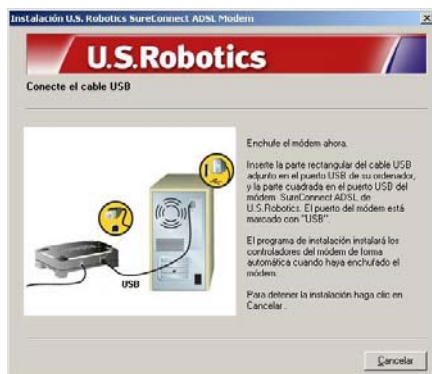 Instalación U.S. Robotics SureConnect ADSL Modem
U.S.Robotics
Conecte el cable USB
Enchufe el módem ahora.
Inserte la parte rectangular del cable USB
adjunto en el puerto USB de su ordenador,
y la parte cuadrada en el puerto USB del
módem SureConnect ADSL de
U.S.Robotics. El puerto del módem está
marcado con "USB".
El programa de instalación instalará los
controladores del módem de forma
automática cuando haya enchufado el
módem.
Para detener la instalación haga clic en
Cancelar.
USB
Cancelar